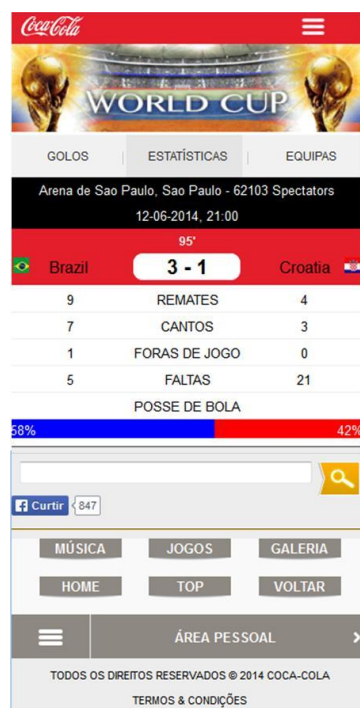 Coca-Cola
WORLD CUP
GOLOS ESTATÍSTICAS EQUIPAS
Arena de Sao Paulo, Sao Paulo - 62103 Spectators
12-06-2014, 21:00
95'
Brazil 3 - 1 Croatia
9 REMATES 4
7 CANTOS 3
1 FORAS DE JOGO 0
5 FALTAS 21
POSSE DE BOLA
58% 42%
Curtir 847
MÚSICA JOGOS GALERIA
HOME TOP VOLTAR
ÁREA PESSOAL
TODOS OS DIREITOS RESERVADOS @ 2014 COCA-COLA
TERMOS & CONDIÇÕES